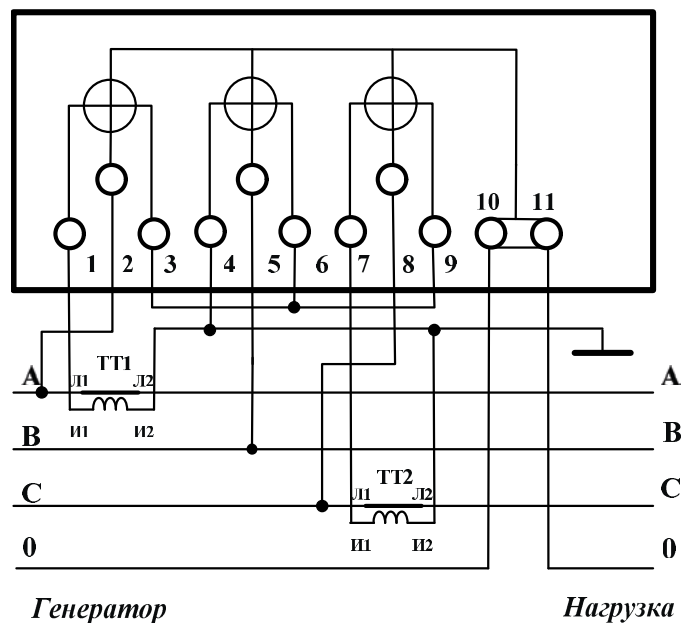 10 11
1 2 3 4 5 6 7 8 9
ТТ1
А Л1 Л2 А
И1 И2
В В
ТТ2
С Л1 Л2 С
И1 И2
0 0
Генератор Нагрузка